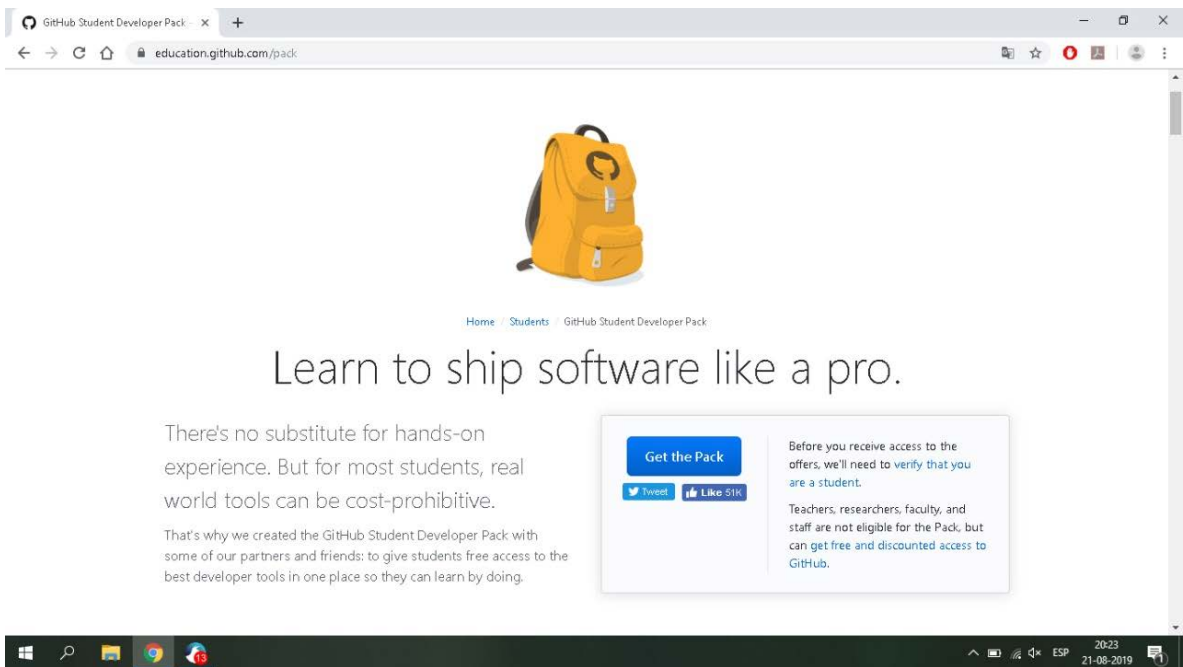 GitHub Student Developer Pack -
education.github.com/pack
Home / Students / GitHub Student Developer Pack
Learn to ship software like a pro.
There's no substitute for hands-on
experience. But for most students, real
world tools can be cost-prohibitive.
That's why we created the GitHub Student Developer Pack with
some of our partners and friends: to give students free access to the
best developer tools in one place so they can learn by doing.
Get the Pack
Tweet
Like 51K
Before you receive access to the
offers, we'll need to verify that you
are a student.
Teachers, researchers, faculty, and
staff are not eligible for the Pack, but
can get free and discounted access to
GitHub.
13
ESP
20:23
21-08-2019
1